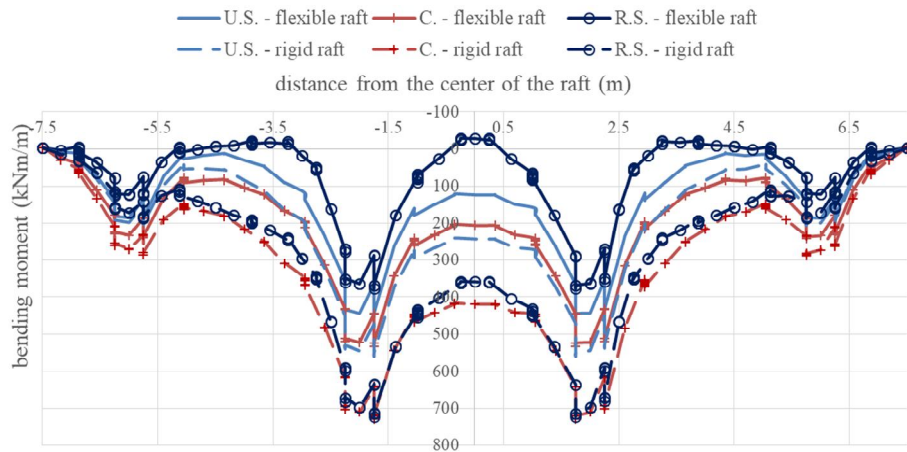 U.S. - flexible raft C. - flexible raft R.S. - flexible raft
U.S. - rigid raft C. - rigid raft R.S. - rigid raft
distance from the center of the raft (m)
-100
-7.5 -5.5 -3.5 -1.5 0.5 2.5 4.5 6.5
0
100
200
300
400
500
600
700
800
bending moment (kNm/m)